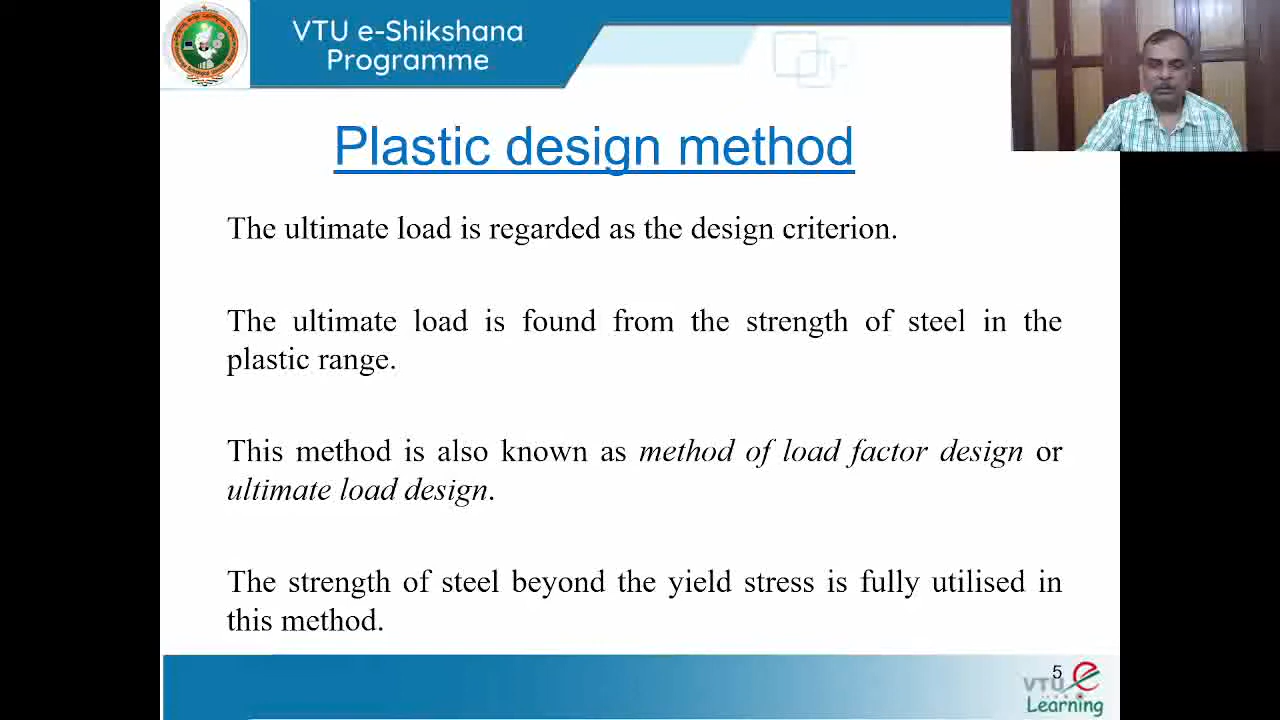 VTU e-Shikshana
Programme
Plastic design method
The ultimate load is regarded as the design criterion.
The ultimate load is found from the strength of steel in the
plastic range.
This method is also known as method of load factor design or
ultimate load design.
The strength of steel beyond the yield stress is fully utilised in
this method.
5
VTU e
Learning